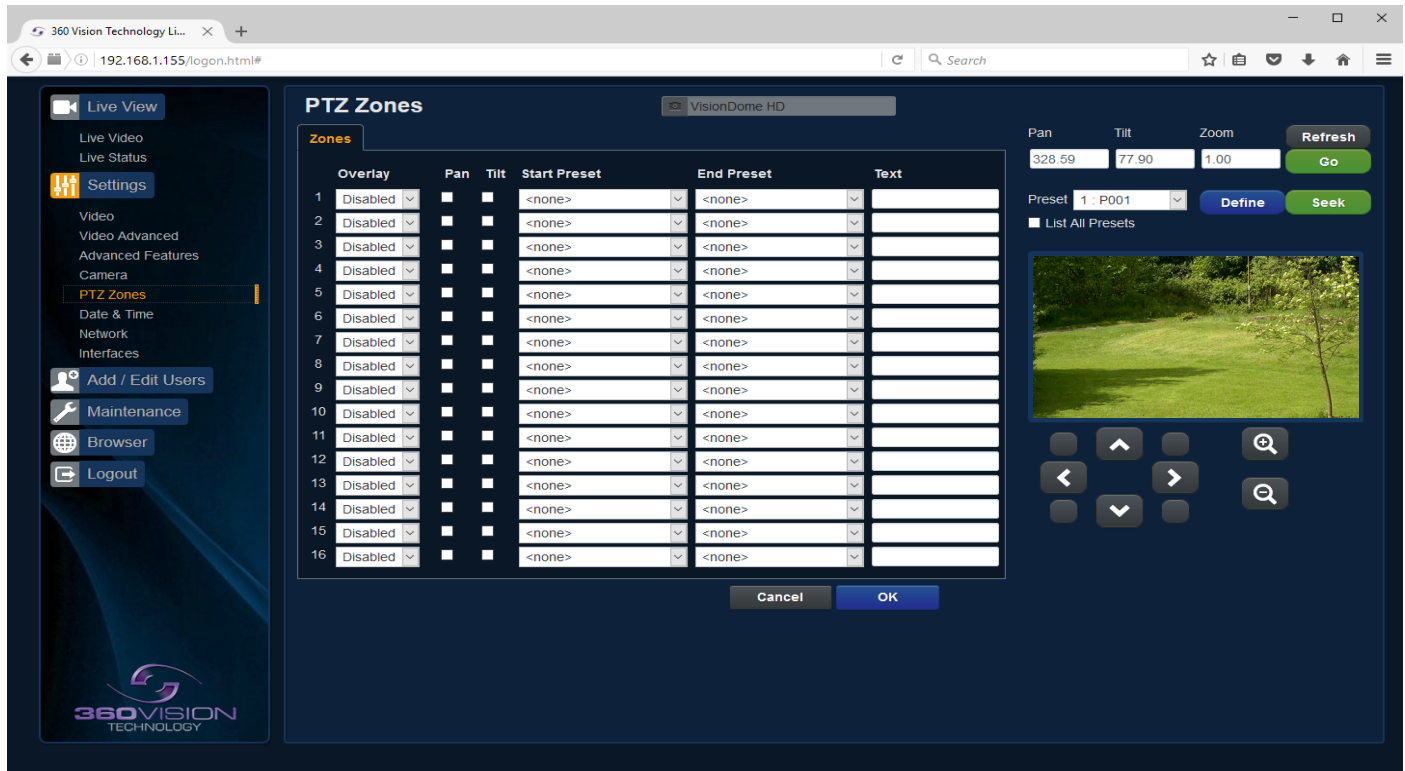 360 Vision Technology Li...
192.168.1.155/logon.html#
Search
Live View
Live Video
Live Status
Settings
Video
Video Advanced
Advanced Features
Camera
PTZ Zones
Date & Time
Network
Interfaces
Add / Edit Users
Maintenance
Browser
Logout
360VISION
TECHNOLOGY
PTZ Zones
VisionDome HD
Zones
Overlay Pan Tilt Start Preset End Preset Text
1 Disabled <none> <none>
2 Disabled <none> <none>
3 Disabled <none> <none>
4 Disabled <none> <none>
5 Disabled <none> <none>
6 Disabled <none> <none>
7 Disabled <none> <none>
8 Disabled <none> <none>
9 Disabled <none> <none>
10 Disabled <none> <none>
11 Disabled <none> <none>
12 Disabled <none> <none>
13 Disabled <none> <none>
14 Disabled <none> <none>
15 Disabled <none> <none>
16 Disabled <none> <none>
Cancel OK
Pan Tilt Zoom Refresh
328.59 77.90 1.00 Go
Preset 1 : P001 Define Seek
List All Presets